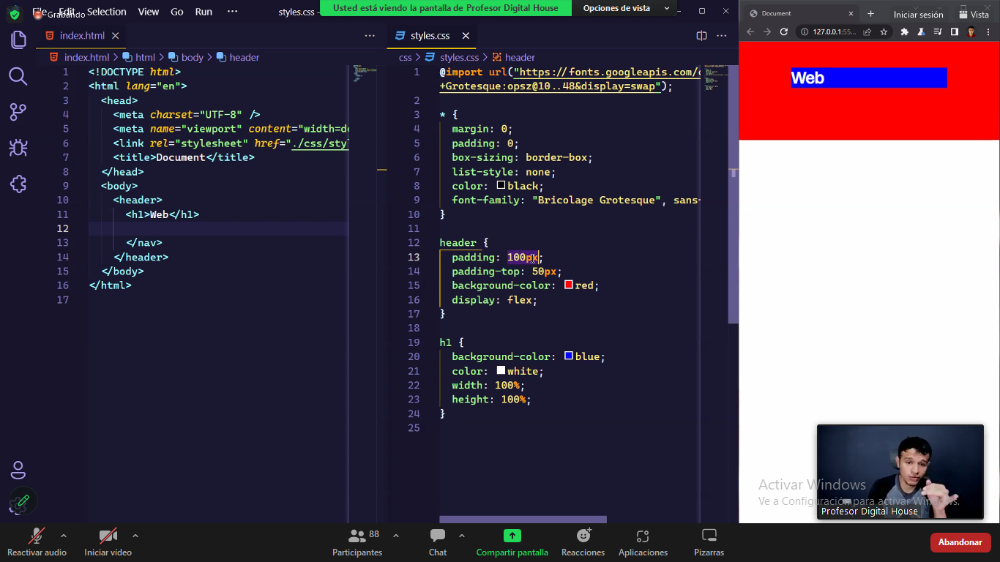 File Edit Selection View Go Run ··· styles.css -
Grabando
Usted está viendo la pantalla de Profesor Digital House
Opciones de vista
index.html
styles.css
index.html > html > body > header
css > styles.css > header
1 <!DOCTYPE html>
2 <html lang="en">
3 <head>
4 <meta charset="UTF-8" />
5 <meta name="viewport" content="width=de
6 <link rel="stylesheet" href="./css/styl
7 <title>Document</title>
8 </head>
9 <body>
10 <header>
11 <h1>Web</h1>
12
13 </nav>
14 </header>
15 </body>
16 </html>
17
1 @import url("https://fonts.googleapis.com/c
+Grotesque:opsz@10..48&display=swap");
2
3 * {
4 margin: 0;
5 padding: 0;
6 box-sizing: border-box;
7 list-style: none;
8 color: black;
9 font-family: "Bricolage Grotesque", sans-
10 }
11
12 header {
13 padding: 100px;
14 padding-top: 50px;
15 background-color: red;
16 display: flex;
17 }
18
19 h1 {
20 background-color: blue;
21 color: white;
22 width: 100%;
23 height: 100%;
24 }
25
Document
Iniciar sesión
Vista
127.0.0.1:55...
Web
Activar Windows
Ve a Configuración para activar Windows.
Profesor Digital House
Reactivar audio
Iniciar vídeo
Participantes
88
Chat
Compartir pantalla
Reacciones
Aplicaciones
Pizarras
Abandonar